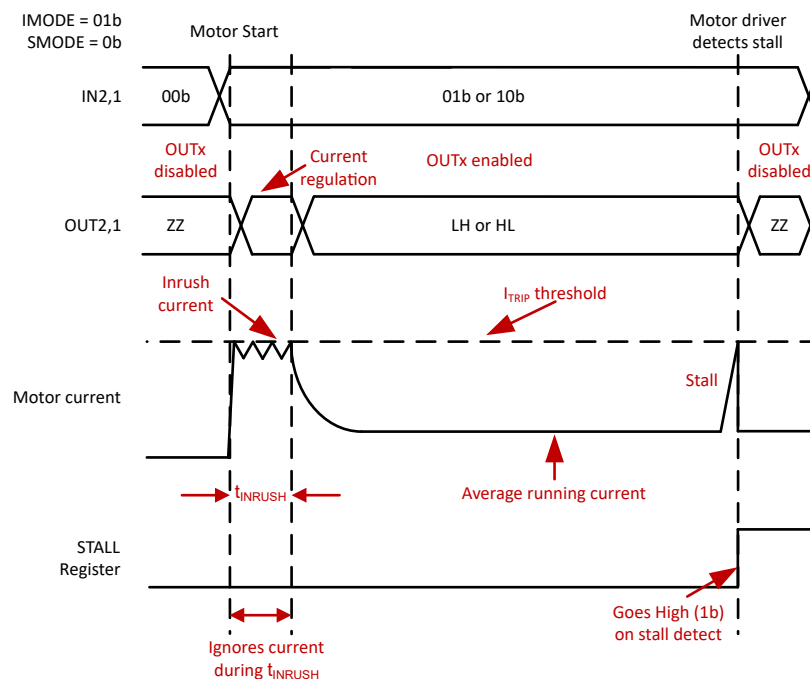 IMODE = 01b
SMODE = 0b
Motor Start
Motor driver
detects stall
IN2,1
00b
01b or 10b
OUTx
disabled
Current
regulation
OUTx enabled
OUTx
disabled
OUT2,1
ZZ
LH or HL
ZZ
Inrush
current
ITRIP threshold
Motor current
Stall
tINRUSH
Average running current
STALL
Register
Goes High (1b)
on stall detect
Ignores current
during tINRUSH